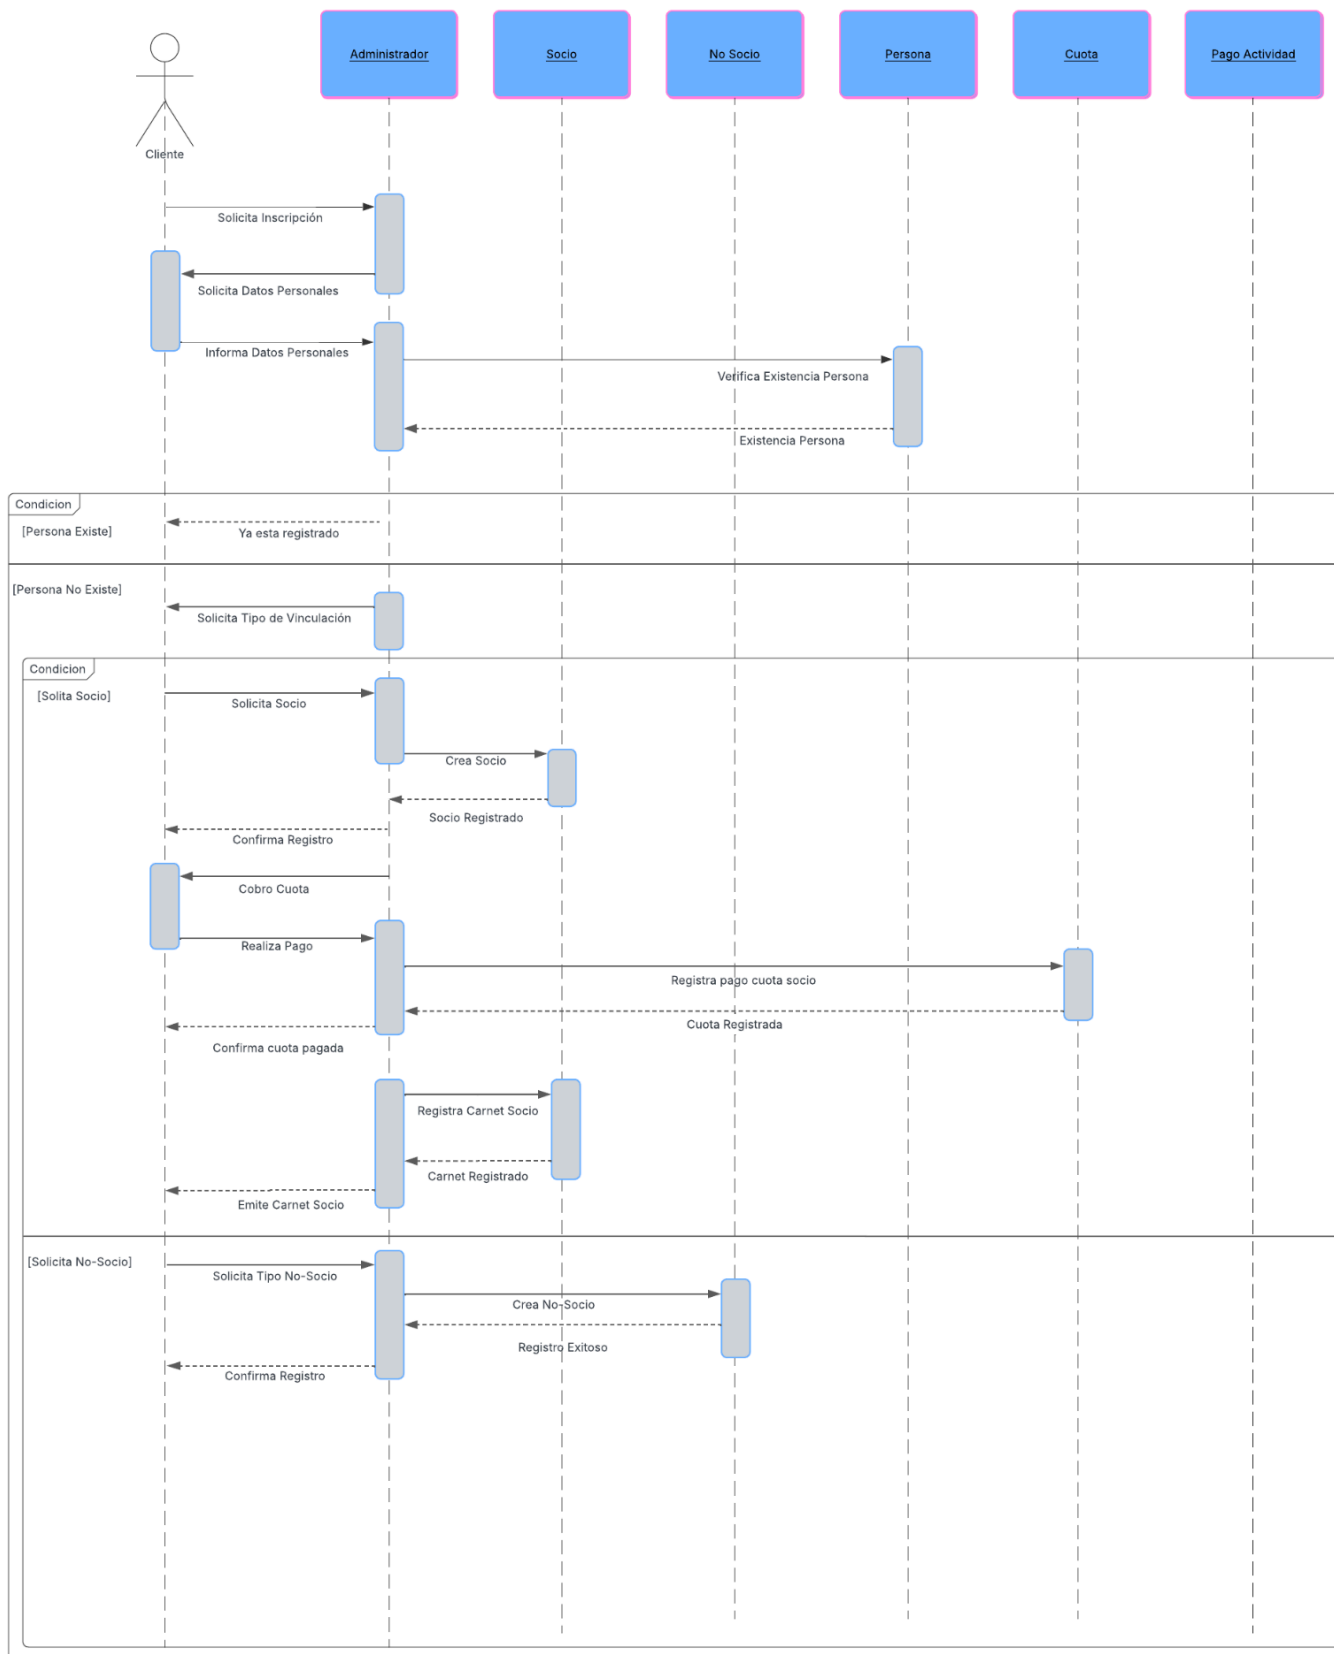 Administrador
Socio
No Socio
Persona
Cuota
Pago Actividad
Cliente
Solicita Inscripción
Solicita Datos Personales
Informa Datos Personales
Verifica Existencia Persona
Existencia Persona
Condicion
[Persona Existe]
Ya esta registrado
[Persona No Existe]
Solicita Tipo de Vinculación
Condicion
[Solita Socio]
Solicita Socio
Crea Socio
Socio Registrado
Confirma Registro
Cobro Cuota
Realiza Pago
Registra pago cuota socio
Cuota Registrada
Confirma cuota pagada
Registra Carnet Socio
Carnet Registrado
Emite Carnet Socio
[Solicita No-Socio]
Solicita Tipo No-Socio
Crea No-Socio
Registro Exitoso
Confirma Registro